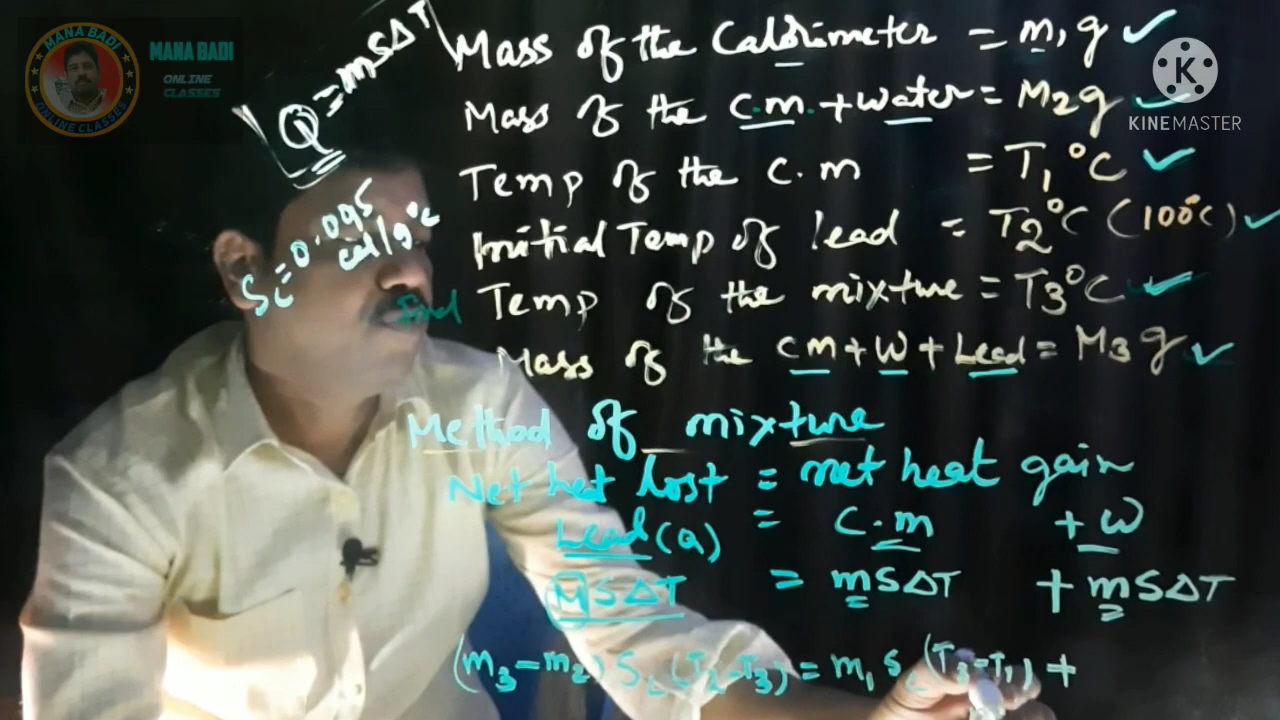 MANA BADI
ONLINE CLASSES
MANA BADI
ONLINE
CLASSES
K
KINEMASTER
Q = mSΔT
Sc = 0.095
cal/g°c
Mass of the Calorimeter = m1 g ✓
Mass of the c.m. + water = M2 g ✓
Temp of the c.m = T1°C ✓
Initial Temp of lead = T2°C (100°c) ✓
final Temp of the mixture = T3°C ✓
Mass of the cm + W + Lead = M3 g ✓
Method of mixture
Net het lost = net heat gain
Lead (a) = C.m + W
MSΔT = mSΔT + mSΔT
(m3 - m2) SL (T2 - T3) = m1 Sc (T3 - T1) +